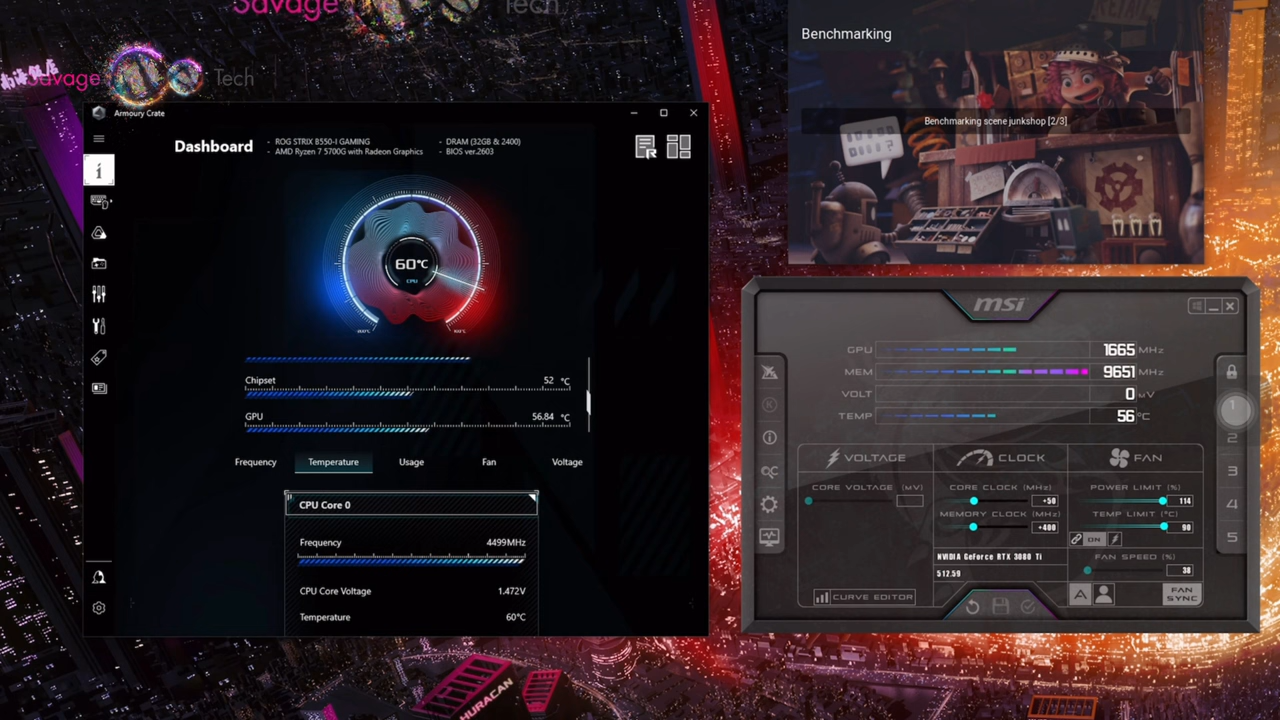 Savage Tech
Savage Tech
Armoury Crate
Dashboard
- ROG STRIX B550-I GAMING
- AMD Ryzen 7 5700G with Radeon Graphics
- DRAM (32GB & 2400)
- BIOS ver.2603
60°C
CPU
Chipset 52 °C
GPU 56.84 °C
Frequency Temperature Usage Fan Voltage
CPU Core 0
Frequency 4499MHz
CPU Core Voltage 1.472V
Temperature 60°C
Benchmarking
Benchmarking scene junkshop [2/3]
msi
GPU 1665 MHz
MEM 9651 MHz
VOLT 0 mV
TEMP 56 °C
VOLTAGE
CORE VOLTAGE (MV)
CURVE EDITOR
CLOCK
CORE CLOCK (MHz)
+50
MEMORY CLOCK (MHz)
+400
NVIDIA GeForce RTX 3080 Ti
512.59
FAN
POWER LIMIT (%)
114
TEMP LIMIT (°C)
90
ON
FAN SPEED (%)
38
A
FAN SYNC
K
OC
1
2
3
4
5
HURACAN